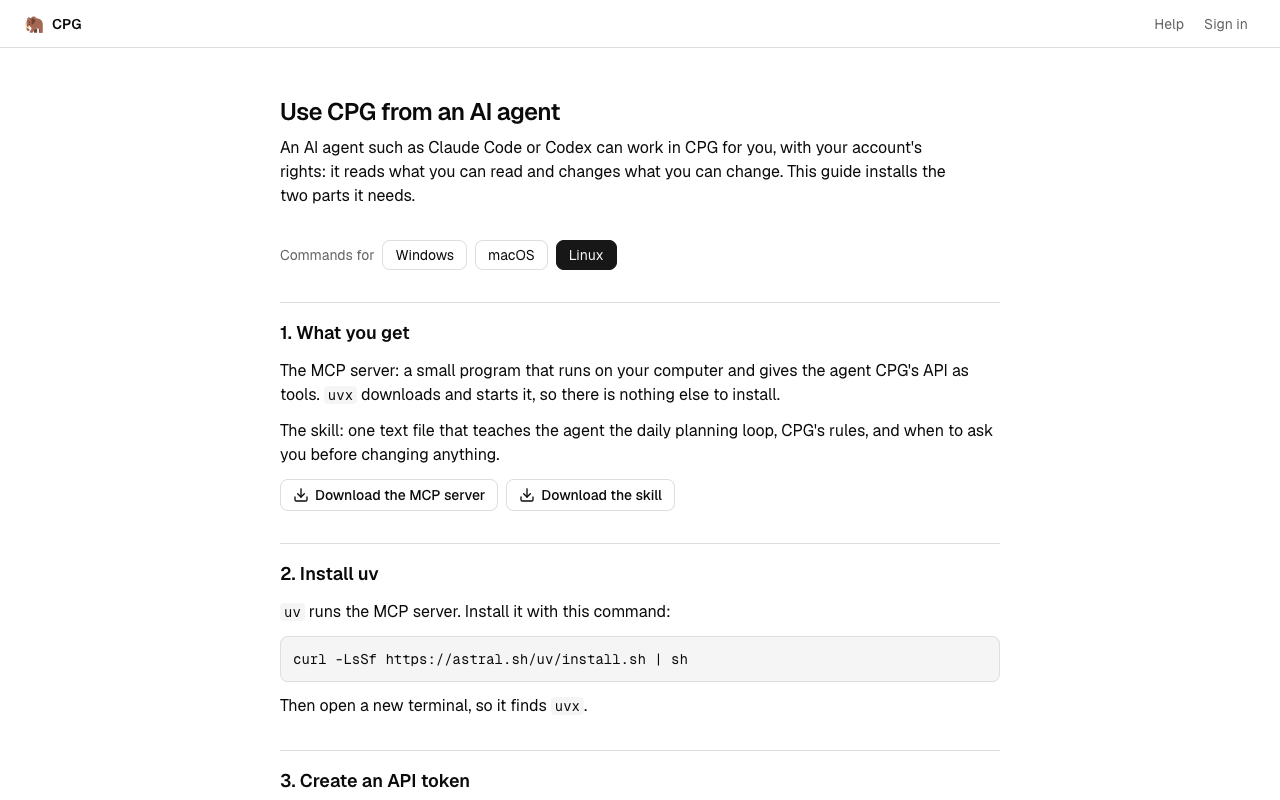 CPG
Help
Sign in
Use CPG from an AI agent
An AI agent such as Claude Code or Codex can work in CPG for you, with your account's
rights: it reads what you can read and changes what you can change. This guide installs the
two parts it needs.
Commands for
Windows
macOS
Linux
1. What you get
The MCP server: a small program that runs on your computer and gives the agent CPG's API as
tools. uvx downloads and starts it, so there is nothing else to install.
The skill: one text file that teaches the agent the daily planning loop, CPG's rules, and when to ask
you before changing anything.
Download the MCP server
Download the skill
2. Install uv
uv runs the MCP server. Install it with this command:
curl -LsSf https://astral.sh/uv/install.sh | sh
Then open a new terminal, so it finds uvx.
3. Create an API token